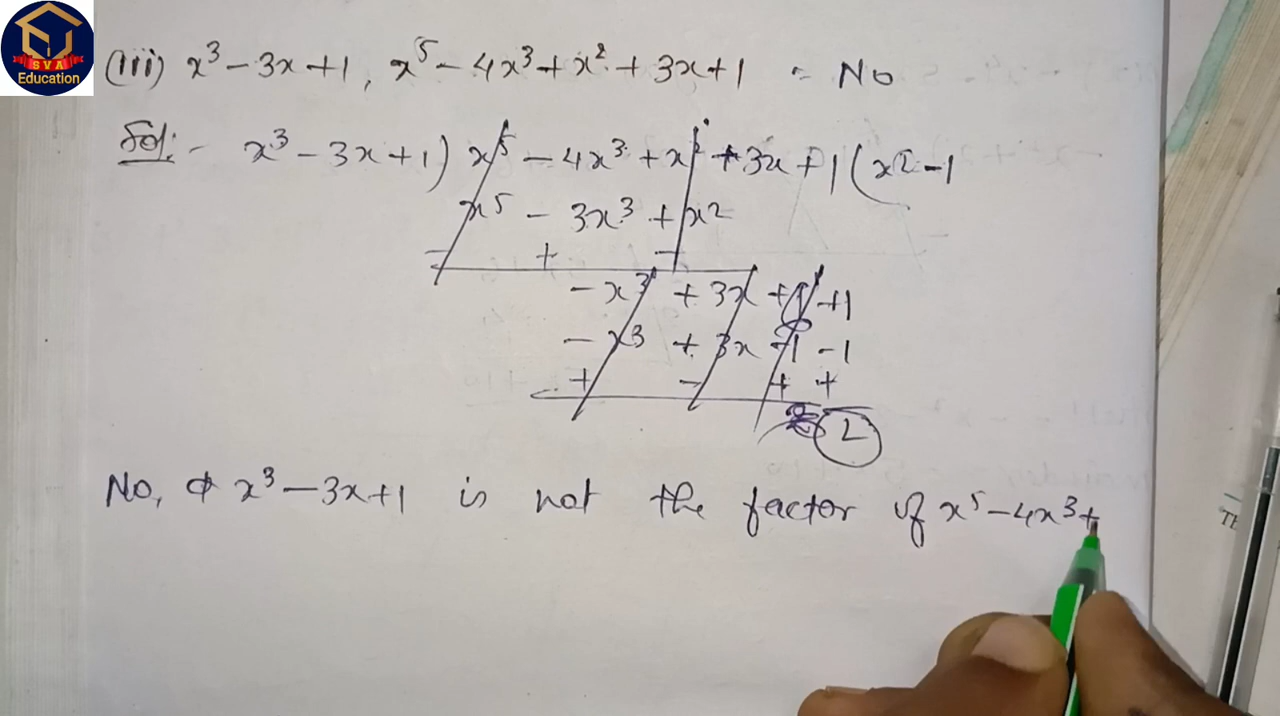 SVA
Education
(iii) x³ - 3x + 1, x⁵ - 4x³ + x² + 3x + 1 = No
Sol:- x³ - 3x + 1) x⁵ - 4x³ + x² + 3x + 1 ( x² - 1
x⁵ - 3x³ + x²
- + -
- x³ + 3x + 1
- x³ + 3x - 1
+ - + +
2
No, x³ - 3x + 1 is not the factor of x⁵ - 4x³ +